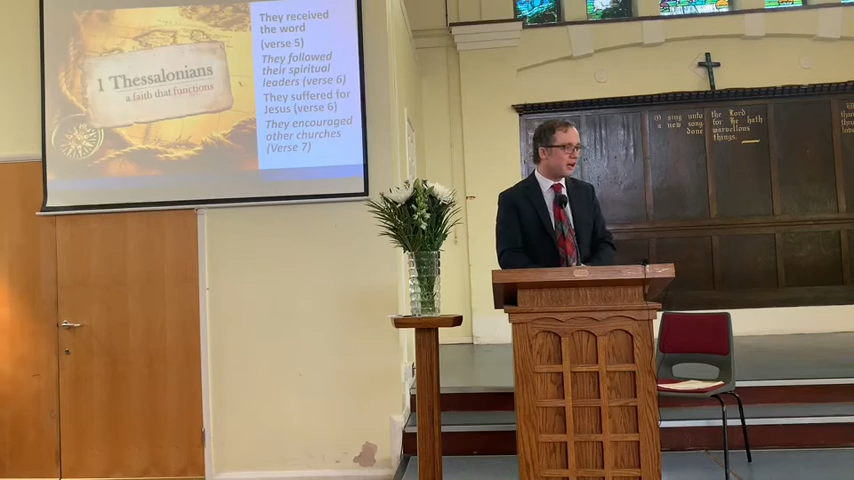 1 Thessalonians
a faith that functions
They received
the word
(verse 5)
They followed
their spiritual
leaders (verse 6)
They suffered for
Jesus (verse 6)
They encouraged
other churches
(Verse 7)
O sing unto the Lord
a new song for He hath
done marvellous
things.